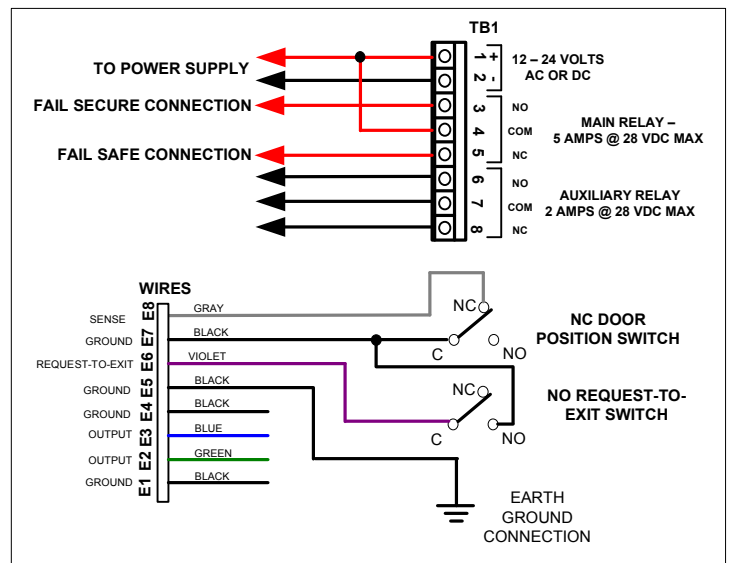 TB1
TO POWER SUPPLY
1 +
2 -
12 – 24 VOLTS
AC OR DC
FAIL SECURE CONNECTION
3 NO
4 COM
5 NC
MAIN RELAY –
5 AMPS @ 28 VDC MAX
FAIL SAFE CONNECTION
6 NO
7 COM
8 NC
AUXILIARY RELAY
2 AMPS @ 28 VDC MAX
WIRES
SENSE E8 GRAY
GROUND E7 BLACK
REQUEST-TO-EXIT E6 VIOLET
GROUND E5 BLACK
GROUND E4 BLACK
OUTPUT E3 BLUE
OUTPUT E2 GREEN
GROUND E1 BLACK
NC
C
NO
NC DOOR
POSITION SWITCH
NC
C
NO
NO REQUEST-TO-
EXIT SWITCH
EARTH
GROUND
CONNECTION